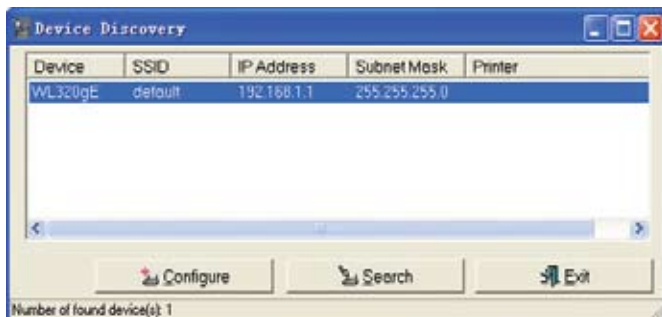 Device Discovery
Device SSID IP Address Subnet Mask Printer
WL320gE default 192.168.1.1 255.255.255.0
Configure Search Exit
Number of found device(s): 1